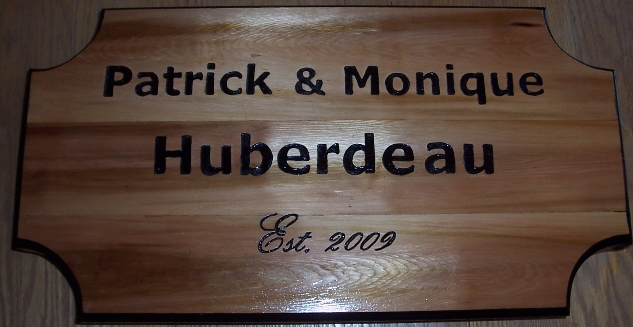 Patrick & Monique
Huberdeau
Est. 2009